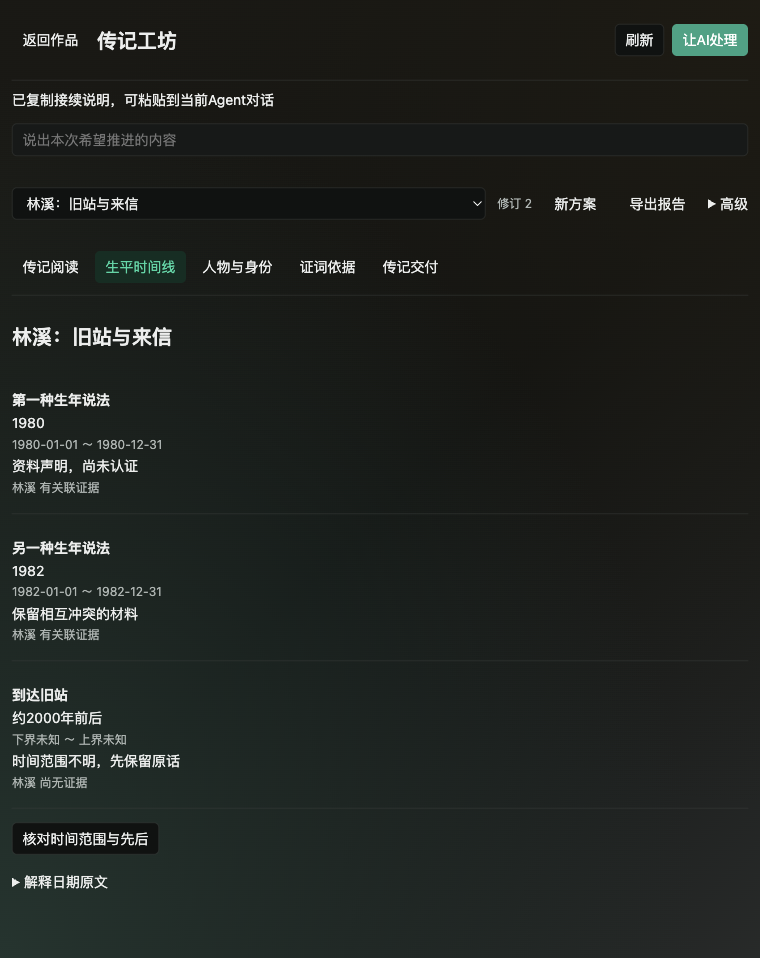 返回作品 传记工坊 刷新 让AI处理
已复制接续说明，可粘贴到当前Agent对话
说出本次希望推进的内容
林溪：旧站与来信 修订 2 新方案 导出报告 ▶ 高级
传记阅读 生平时间线 人物与身份 证词依据 传记交付
林溪：旧站与来信
第一种生年说法
1980
1980-01-01 ～ 1980-12-31
资料声明，尚未认证
林溪 有关联证据
另一种生年说法
1982
1982-01-01 ～ 1982-12-31
保留相互冲突的材料
林溪 有关联证据
到达旧站
约2000年前后
下界未知 ～ 上界未知
时间范围不明，先保留原话
林溪 尚无证据
核对时间范围与先后
▶ 解释日期原文